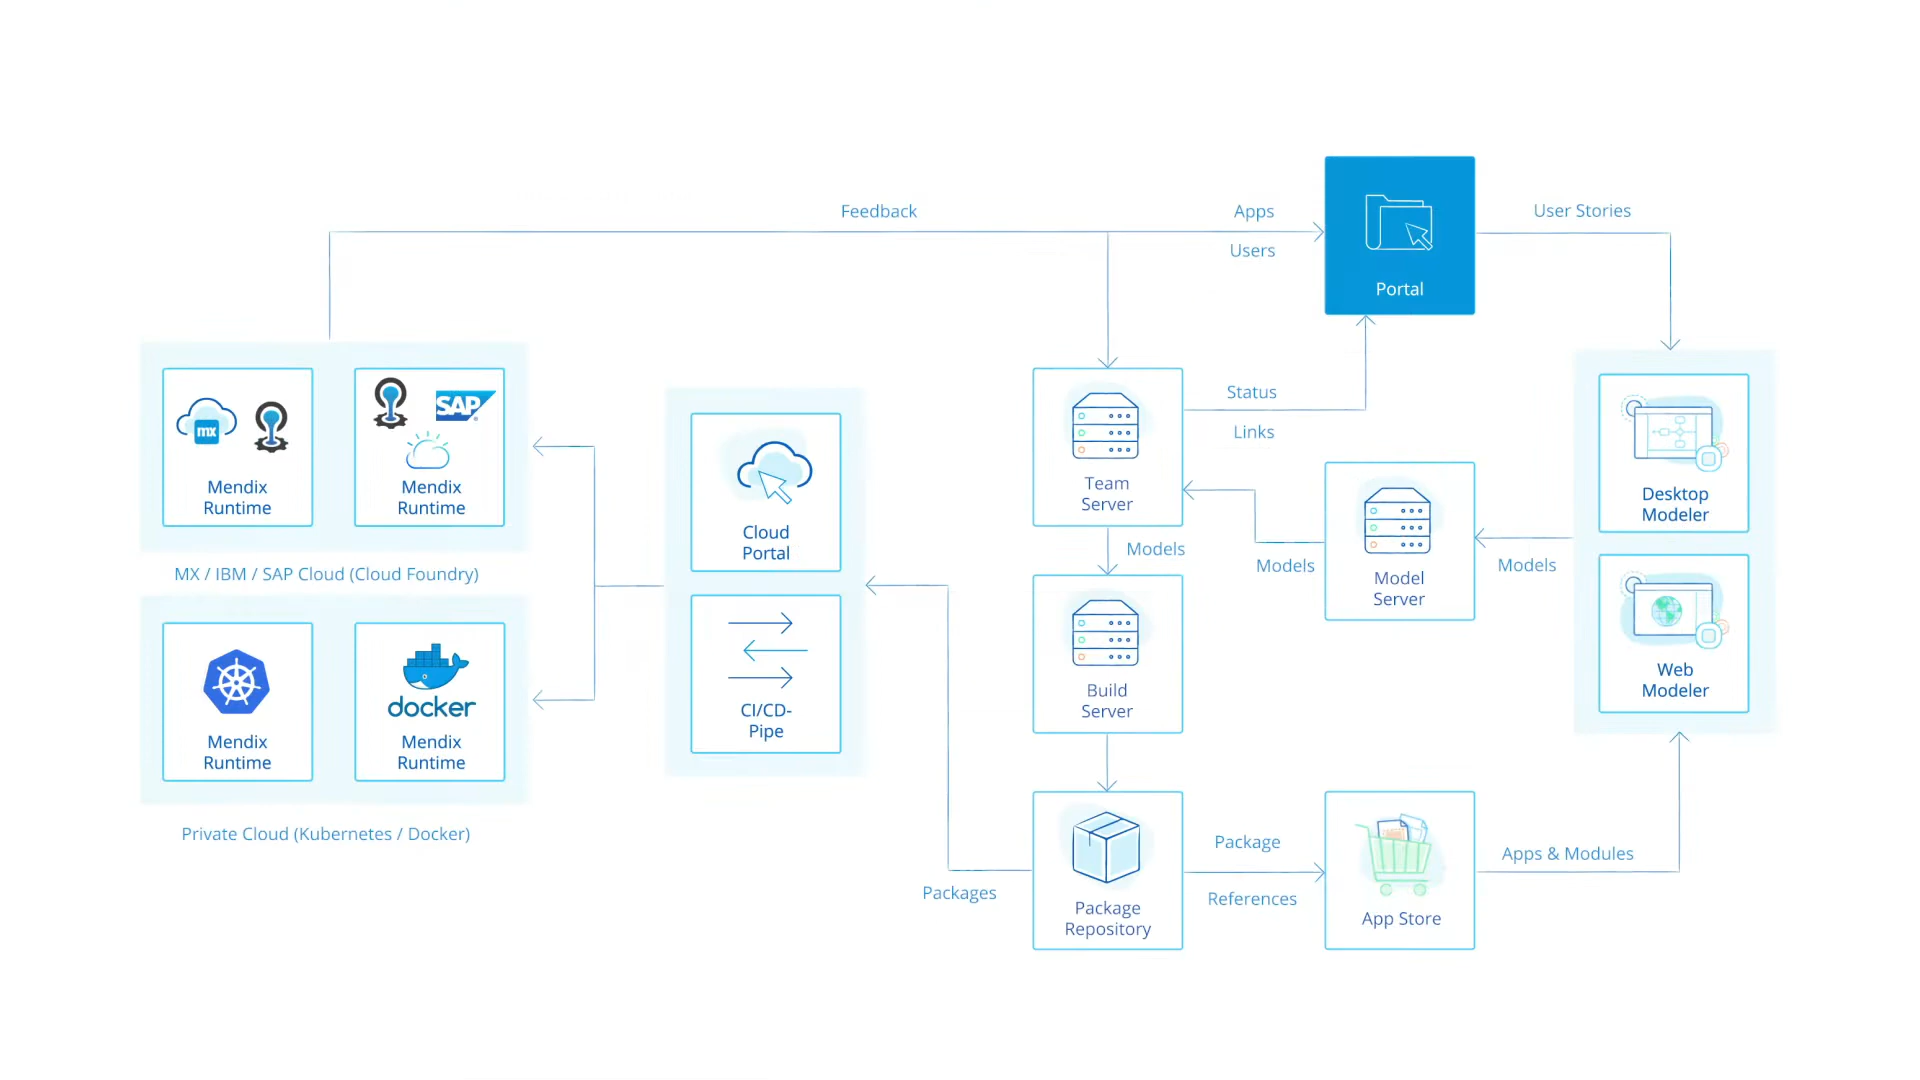 Feedback
Apps
Users
Portal
User Stories
mx
Mendix
Runtime
SAP
Mendix
Runtime
MX / IBM / SAP Cloud (Cloud Foundry)
Mendix
Runtime
docker
Mendix
Runtime
Private Cloud (Kubernetes / Docker)
Cloud
Portal
CI/CD-
Pipe
Team
Server
Status
Links
Models
Build
Server
Models
Model
Server
Models
Desktop
Modeler
Web
Modeler
Packages
Package
Repository
Package
References
App Store
Apps & Modules